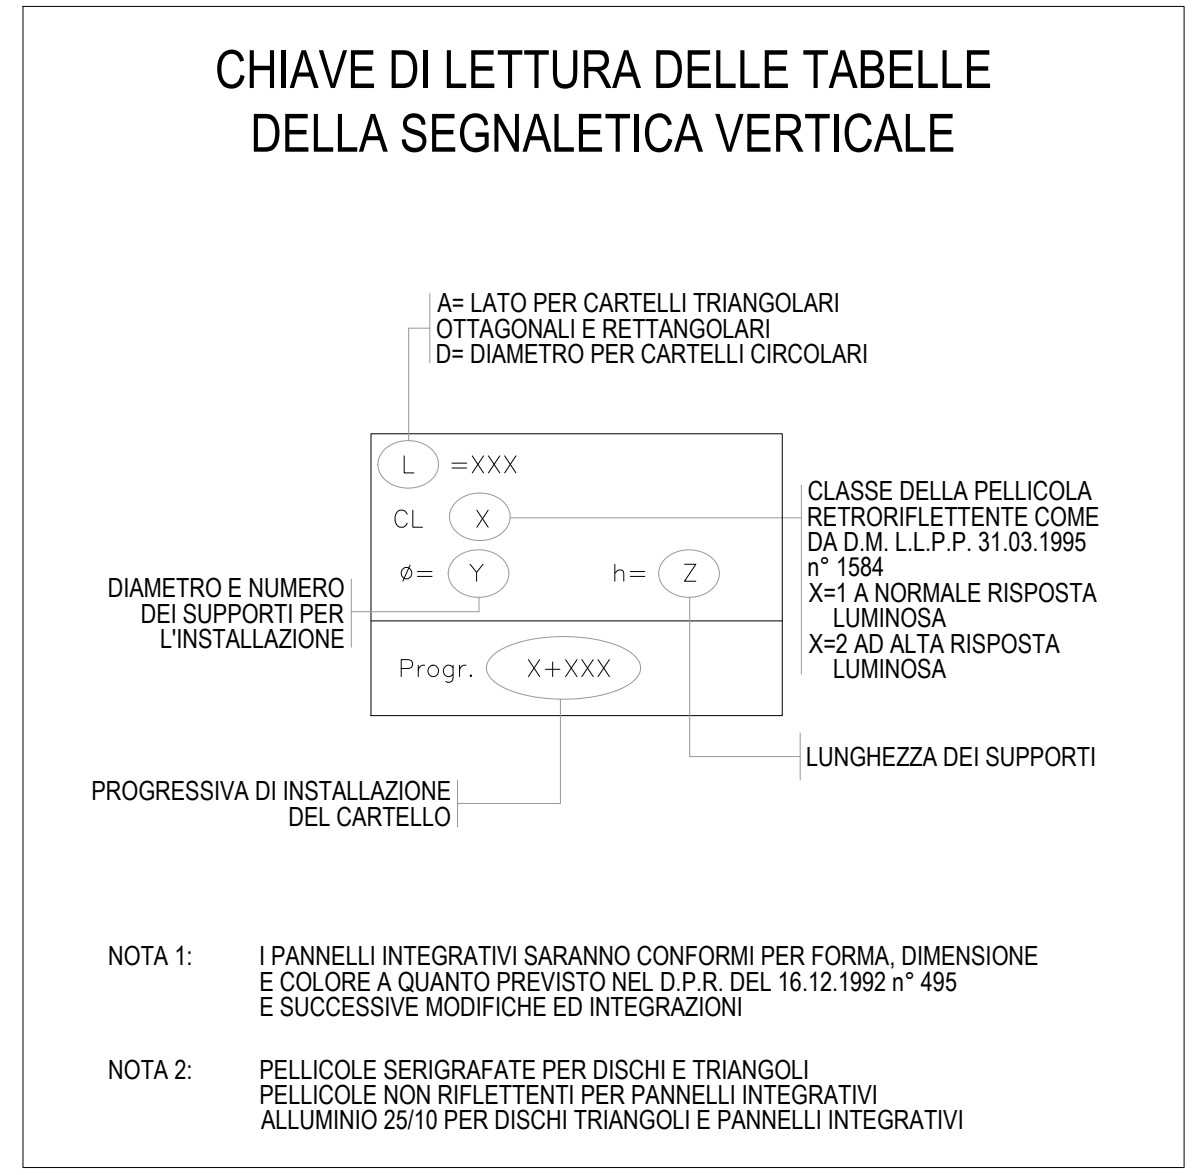 CHIAVE DI LETTURA DELLE TABELLE
DELLA SEGNALETICA VERTICALE
A= LATO PER CARTELLI TRIANGOLARI
OTTAGONALI E RETTANGOLARI
D= DIAMETRO PER CARTELLI CIRCOLARI
L =XXX
CL X
ø= Y h= Z
Progr. X+XXX
CLASSE DELLA PELLICOLA
RETRORIFLETTENTE COME
DA D.M. L.L.P.P. 31.03.1995
n° 1584
X=1 A NORMALE RISPOSTA
LUMINOSA
X=2 AD ALTA RISPOSTA
LUMINOSA
DIAMETRO E NUMERO
DEI SUPPORTI PER
L'INSTALLAZIONE
LUNGHEZZA DEI SUPPORTI
PROGRESSIVA DI INSTALLAZIONE
DEL CARTELLO
NOTA 1: I PANNELLI INTEGRATIVI SARANNO CONFORMI PER FORMA, DIMENSIONE
E COLORE A QUANTO PREVISTO NEL D.P.R. DEL 16.12.1992 n° 495
E SUCCESSIVE MODIFICHE ED INTEGRAZIONI
NOTA 2: PELLICOLE SERIGRAFATE PER DISCHI E TRIANGOLI
PELLICOLE NON RIFLETTENTI PER PANNELLI INTEGRATIVI
ALLUMINIO 25/10 PER DISCHI TRIANGOLI E PANNELLI INTEGRATIVI